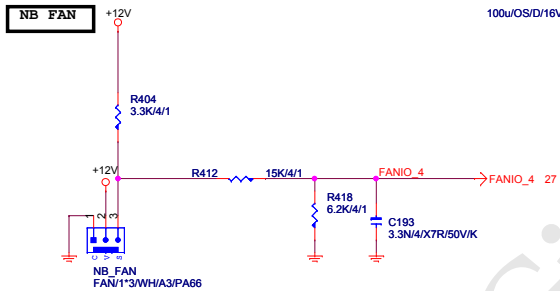 NB FAN
+12V
100u/OS/D/16V
R404
3.3K/4/1
+12V
R412
15K/4/1
FANIO_4
FANIO_4 27
R418
6.2K/4/1
C193
3.3N/4/X7R/50V/K
1
2
3
C
V
S
NB_FAN
FAN/1*3/WH/A3/PA66